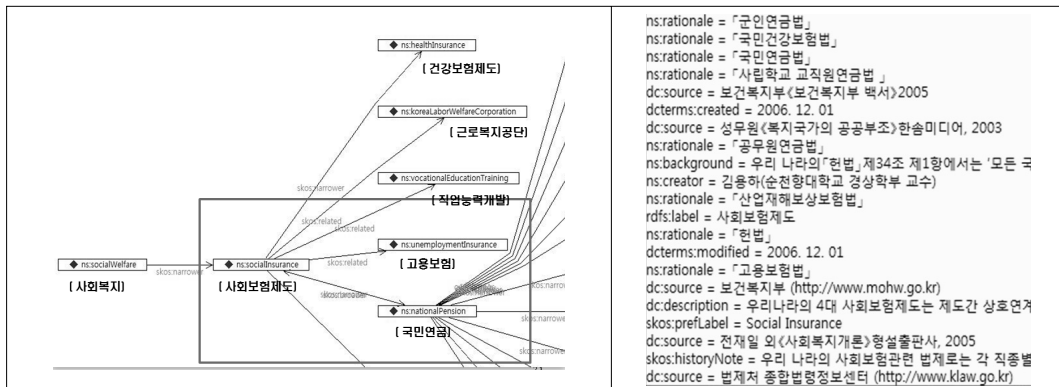 ns:healthInsurance
( 건강보험제도 )
ns:koreaLaborWelfareCorporation
( 근로복지공단 )
ns:vocationalEducationTraining
( 직업능력개발 )
skos:narrower
skos:related
skos:related
ns:unemploymentInsurance
( 고용보험 )
ns:socialWelfare
( 사회복지 )
skos:narrower
ns:socialInsurance
( 사회보험제도 )
skos:related
ns:nationalPension
( 국민연금 )
skos:narrower
skos:narrower
skos:narrower
ns:rationale = 「군인연금법」
ns:rationale = 「국민건강보험법」
ns:rationale = 「국민연금법」
ns:rationale = 「사립학교 교직원연금법 」
dc:source = 보건복지부《보건복지부 백서》2005
dcterms:created = 2006. 12. 01
dc:source = 성무원《복지국가의 공공부조》한솜미디어, 2003
ns:rationale = 「공무원연금법」
ns:background = 우리 나라의「헌법」제34조 제1항에서는 '모든 국
ns:creator = 김용하(순천향대학교 경상학부 교수)
ns:rationale = 「산업재해보상보험법」
rdfs:label = 사회보험제도
ns:rationale = 「헌법」
dcterms:modified = 2006. 12. 01
ns:rationale = 「고용보험법」
dc:source = 보건복지부 (http://www.mohw.go.kr)
dc:description = 우리나라의 4대 사회보험제도는 제도간 상호연계
skos:prefLabel = Social Insurance
dc:source = 전재일 외《사회복지개론》형설출판사, 2005
skos:historyNote = 우리 나라의 사회보험관련 법제로는 각 직종별
dc:source = 법제처 종합법령정보센터 (http://www.klaw.go.kr)